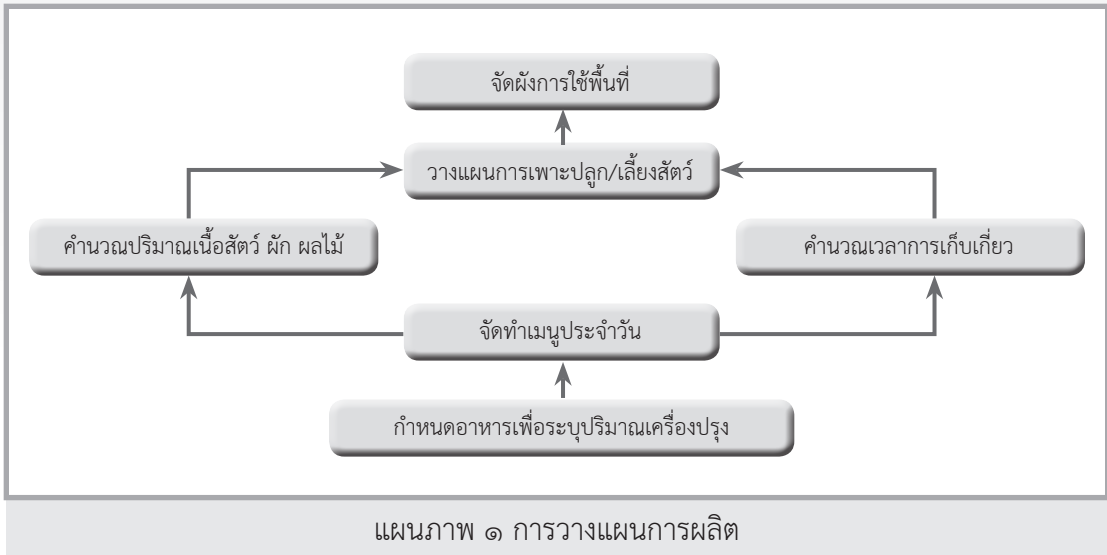 จัดผังการใช้พื้นที่
วางแผนการเพาะปลูก/เลี้ยงสัตว์
คำนวณปริมาณเนื้อสัตว์ ผัก ผลไม้
คำนวณเวลาการเก็บเกี่ยว
จัดทำเมนูประจำวัน
กำหนดอาหารเพื่อระบุปริมาณเครื่องปรุง
แผนภาพ ๑ การวางแผนการผลิต